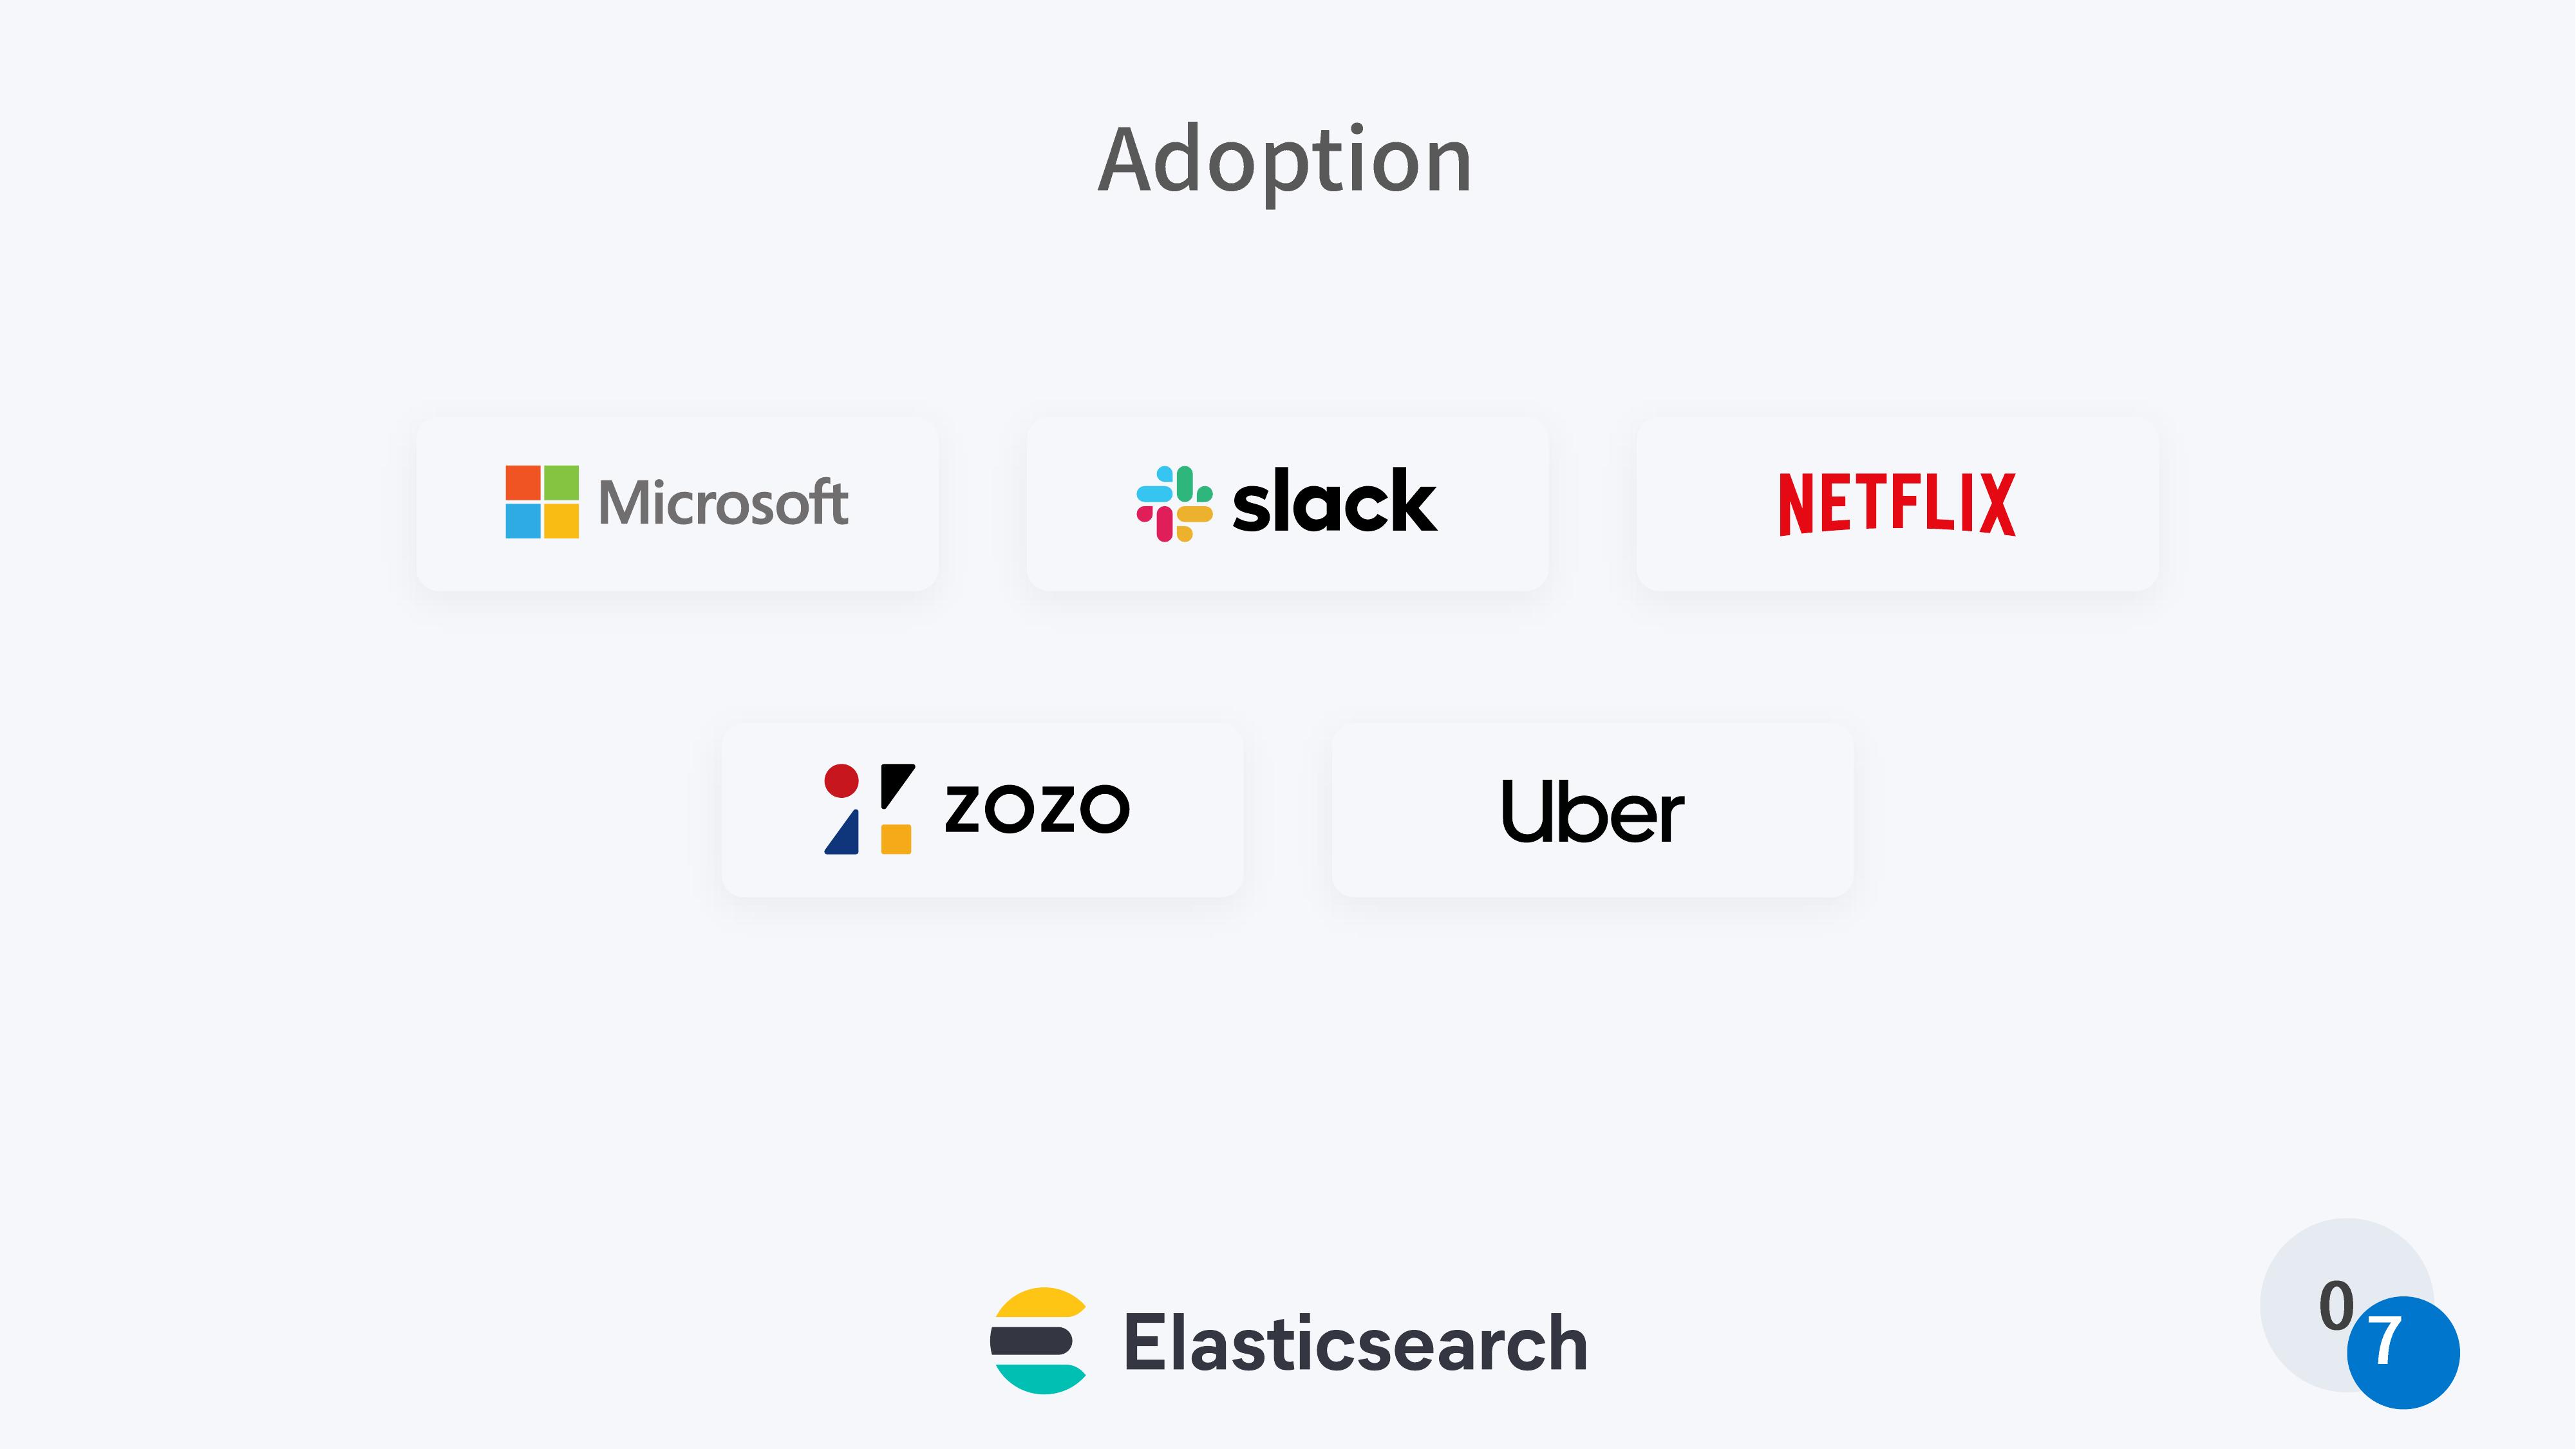 Adoption
Microsoft
slack
NETFLIX
zozo
Uber
Elasticsearch
07